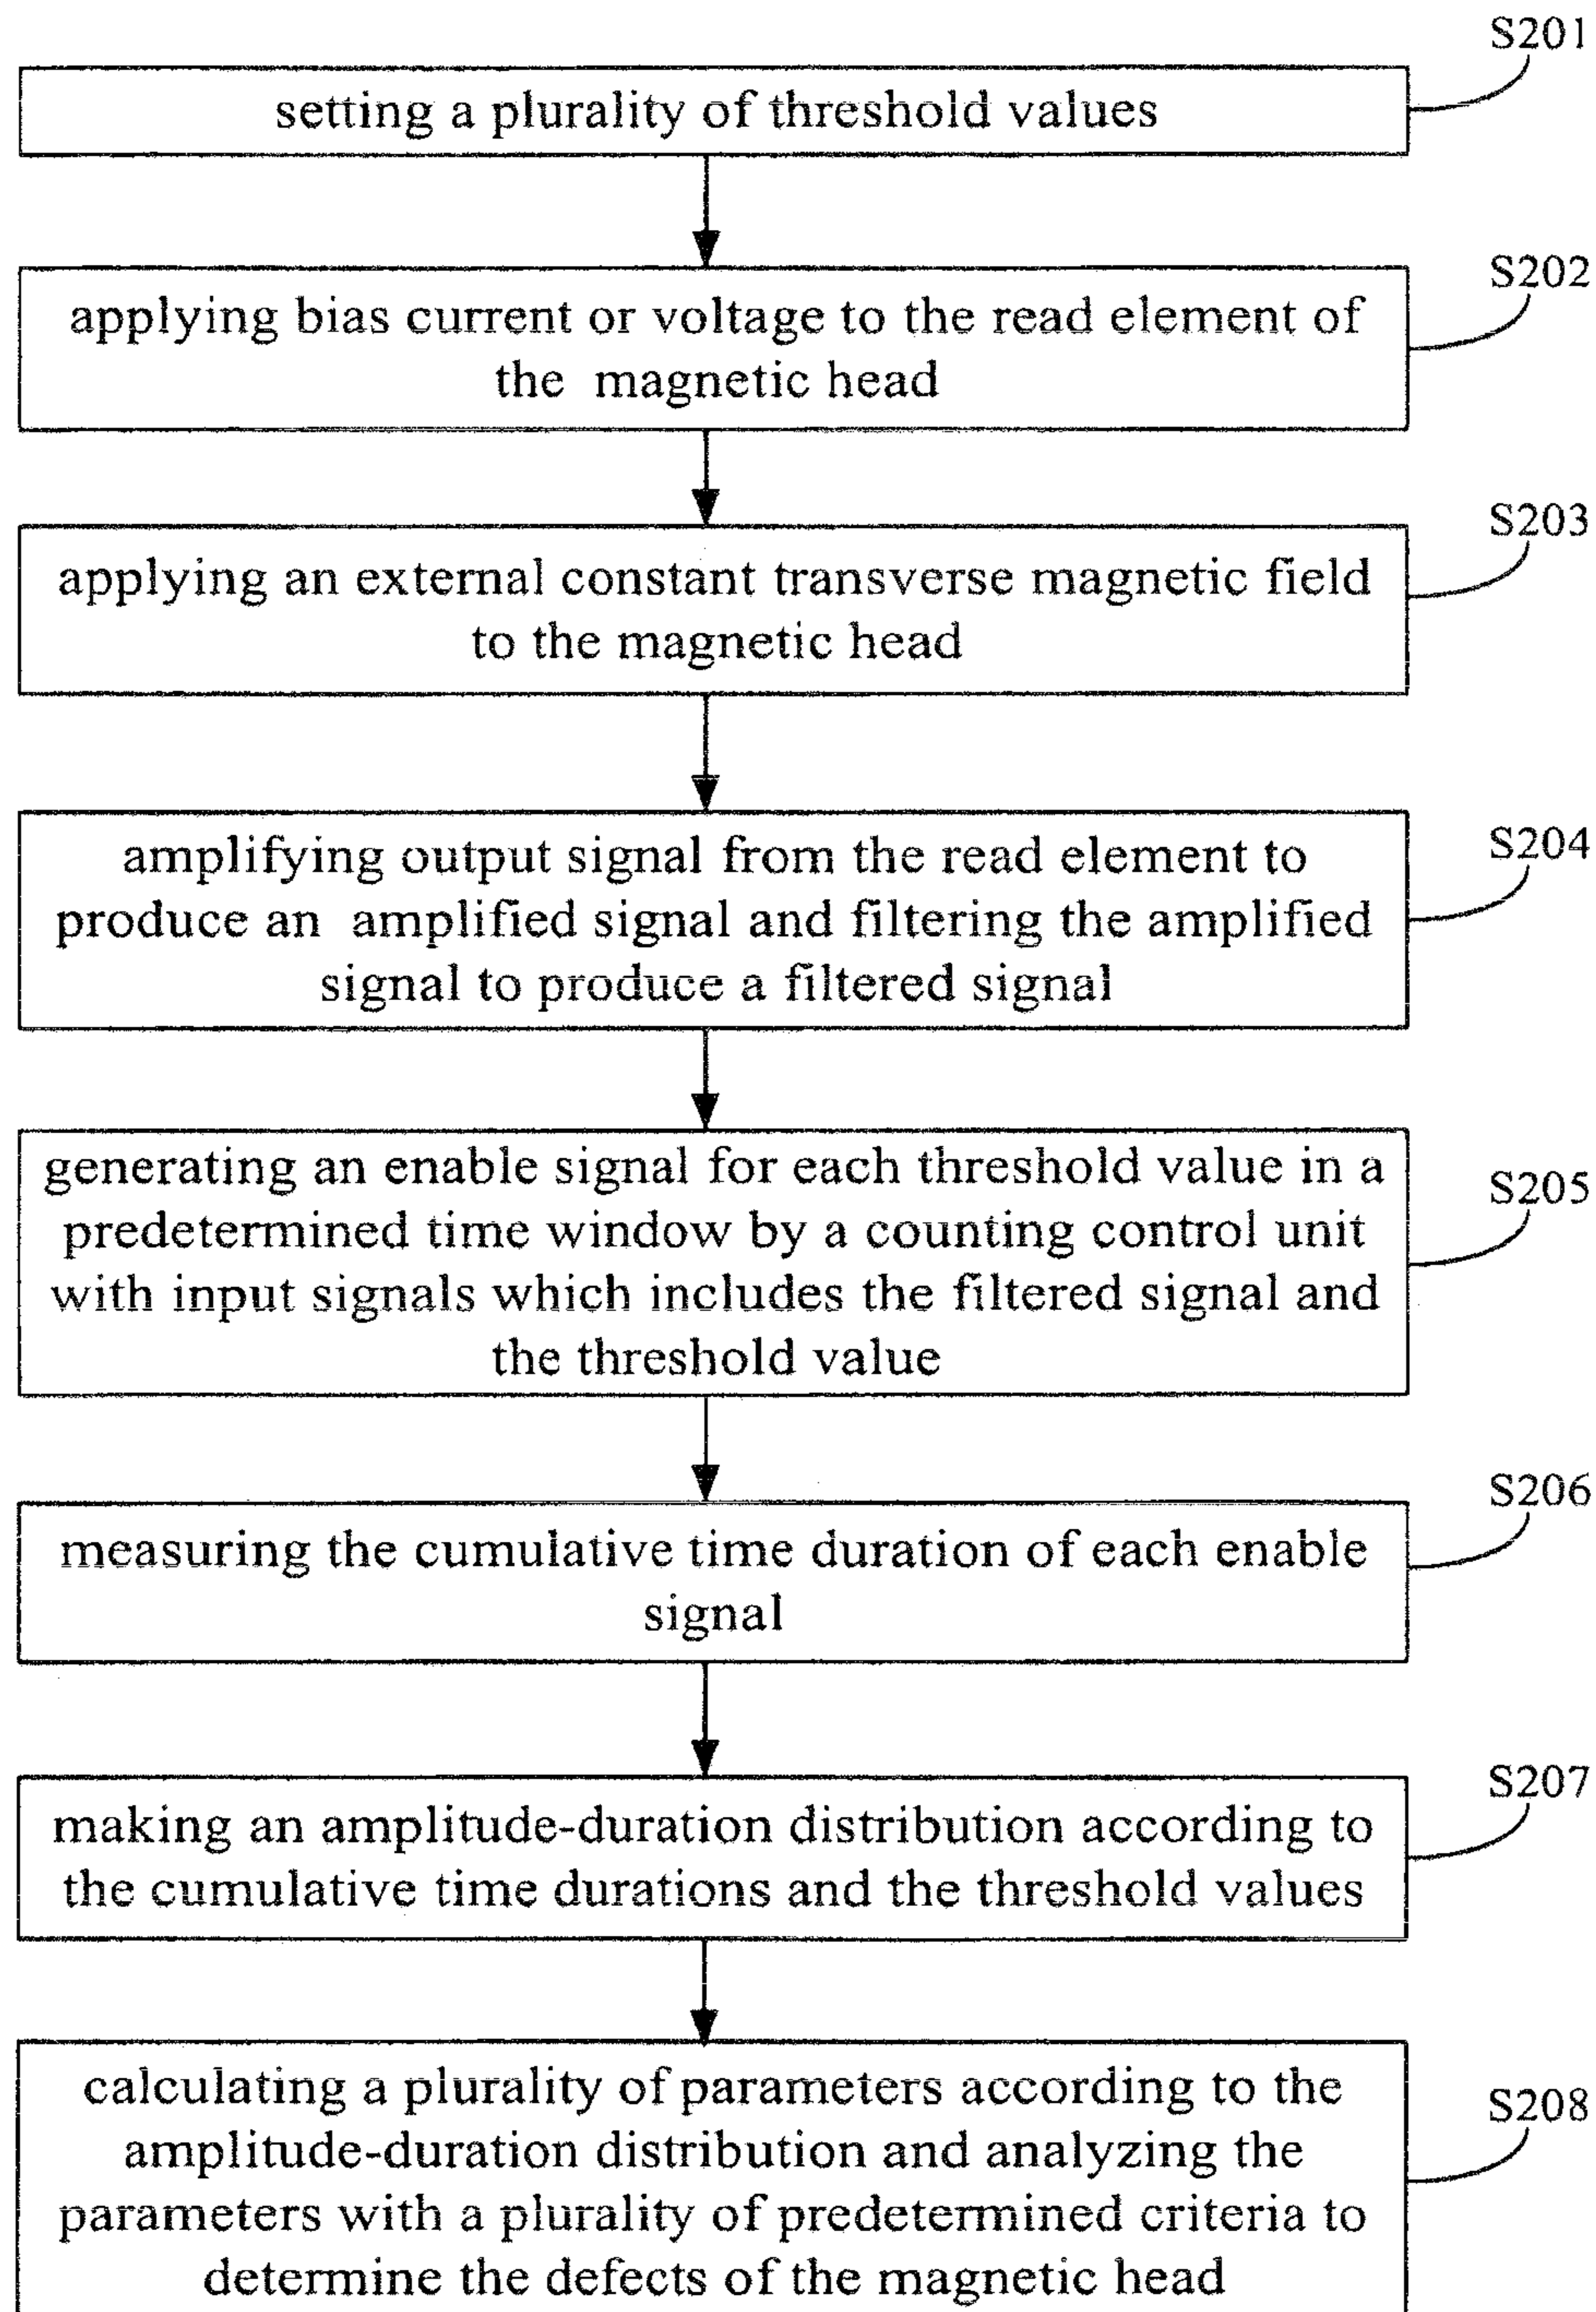 S201
setting a plurality of threshold values
S202
applying bias current or voltage to the read element of
the magnetic head
S203
applying an external constant transverse magnetic field
to the magnetic head
S204
amplifying output signal from the read element to
produce an amplified signal and filtering the amplified
signal to produce a filtered signal
S205
generating an enable signal for each threshold value in a
predetermined time window by a counting control unit
with input signals which includes the filtered signal and
the threshold value
S206
measuring the cumulative time duration of each enable
signal
S207
making an amplitude-duration distribution according to
the cumulative time durations and the threshold values
S208
calculating a plurality of parameters according to the
amplitude-duration distribution and analyzing the
parameters with a plurality of predetermined criteria to
determine the defects of the magnetic head